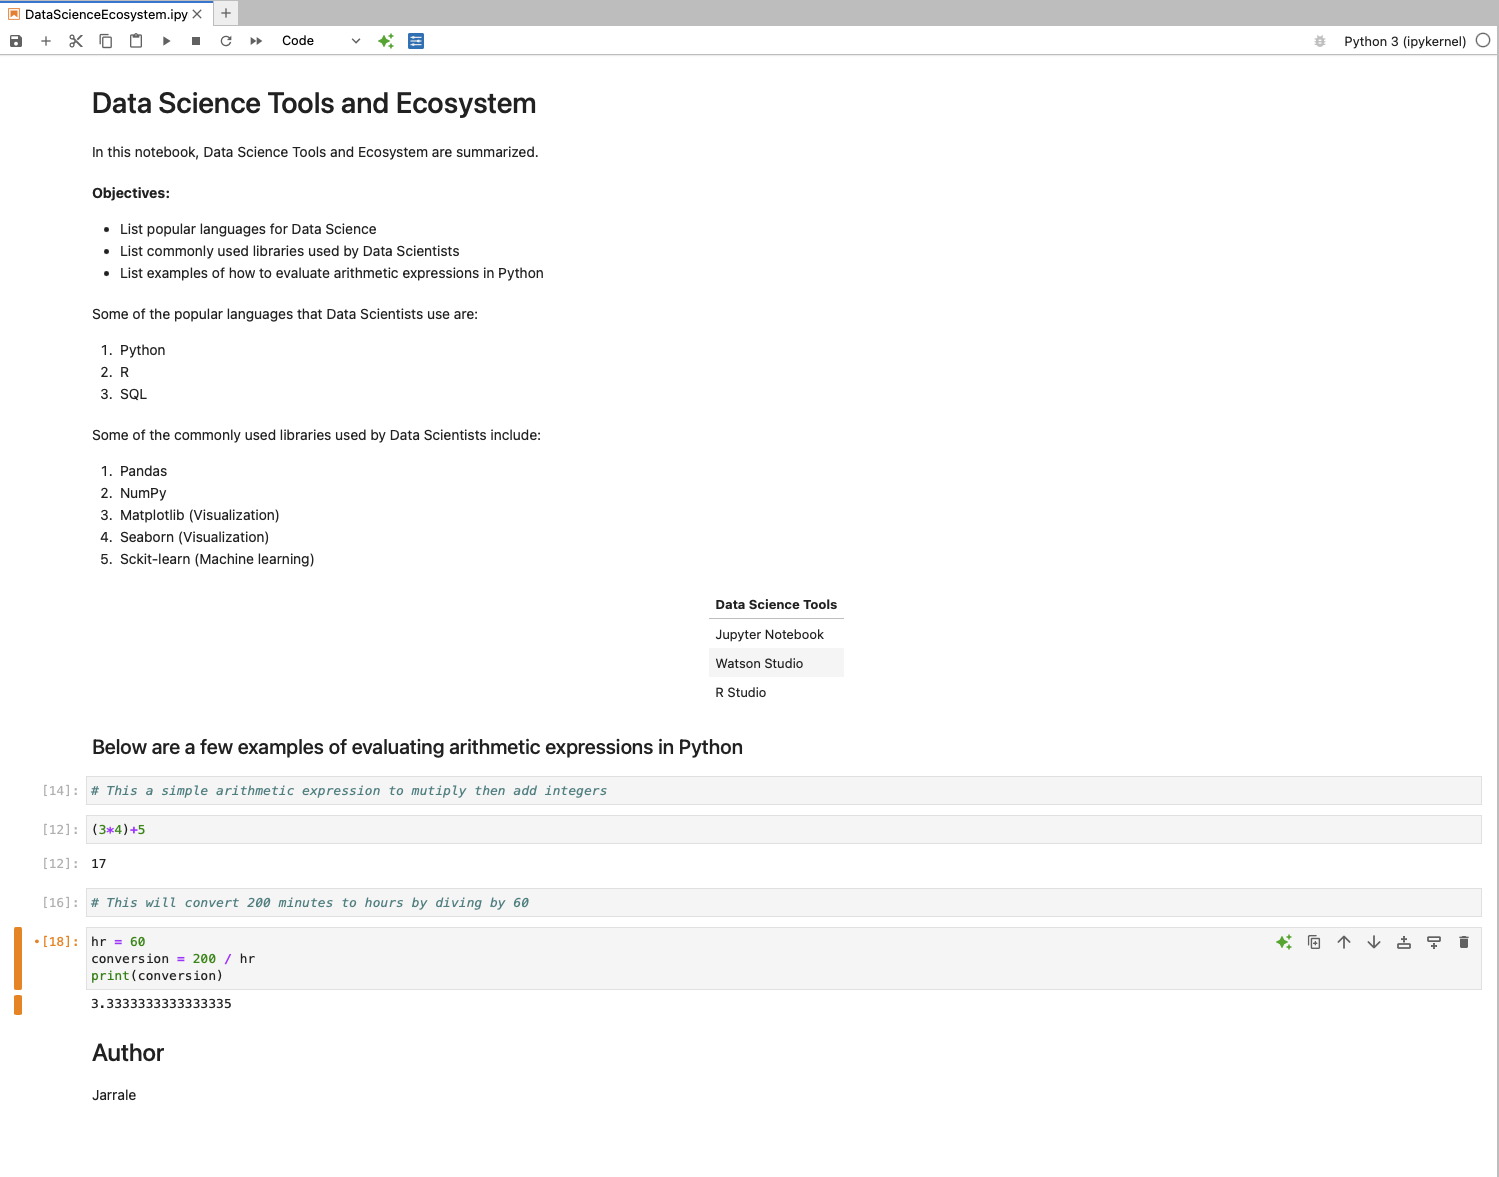 DataScienceEcosystem.ipy
Code
Python 3 (ipykernel)
Data Science Tools and Ecosystem
In this notebook, Data Science Tools and Ecosystem are summarized.
Objectives:
• List popular languages for Data Science
• List commonly used libraries used by Data Scientists
• List examples of how to evaluate arithmetic expressions in Python
Some of the popular languages that Data Scientists use are:
1. Python
2. R
3. SQL
Some of the commonly used libraries used by Data Scientists include:
1. Pandas
2. NumPy
3. Matplotlib (Visualization)
4. Seaborn (Visualization)
5. Sckit-learn (Machine learning)
Data Science Tools
Jupyter Notebook
Watson Studio
R Studio
Below are a few examples of evaluating arithmetic expressions in Python
[14]: # This a simple arithmetic expression to mutiply then add integers
[12]: (3*4)+5
[12]: 17
[16]: # This will convert 200 minutes to hours by diving by 60
•[18]: hr = 60
conversion = 200 / hr
print(conversion)
3.3333333333333335
Author
Jarrale